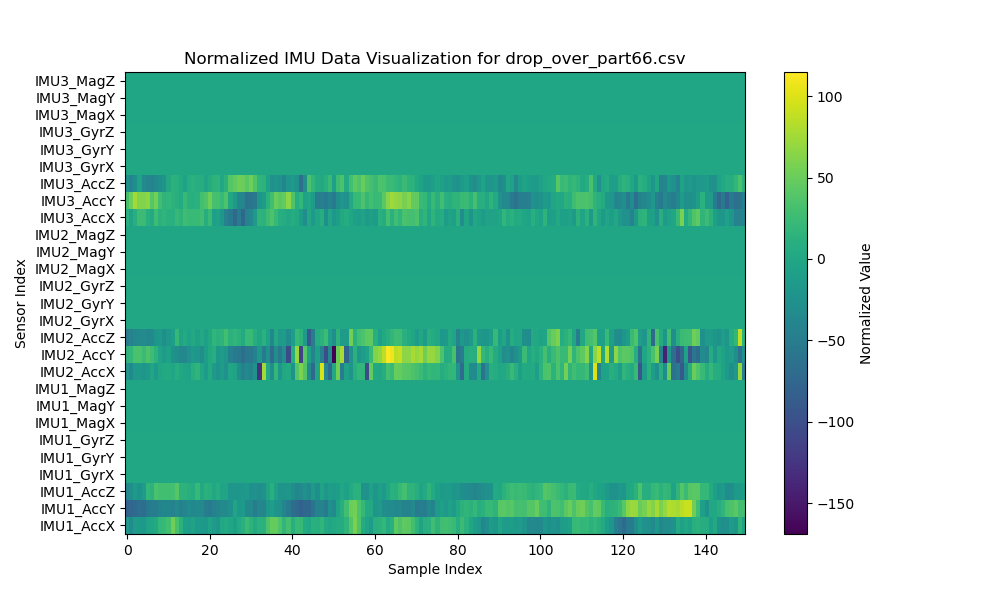 Normalized IMU Data Visualization for drop_over_part66.csv
Sensor Index
IMU3_MagZ
IMU3_MagY
IMU3_MagX
IMU3_GyrZ
IMU3_GyrY
IMU3_GyrX
IMU3_AccZ
IMU3_AccY
IMU3_AccX
IMU2_MagZ
IMU2_MagY
IMU2_MagX
IMU2_GyrZ
IMU2_GyrY
IMU2_GyrX
IMU2_AccZ
IMU2_AccY
IMU2_AccX
IMU1_MagZ
IMU1_MagY
IMU1_MagX
IMU1_GyrZ
IMU1_GyrY
IMU1_GyrX
IMU1_AccZ
IMU1_AccY
IMU1_AccX
0 20 40 60 80 100 120 140
Sample Index
100
50
0
−50
−100
−150
Normalized Value